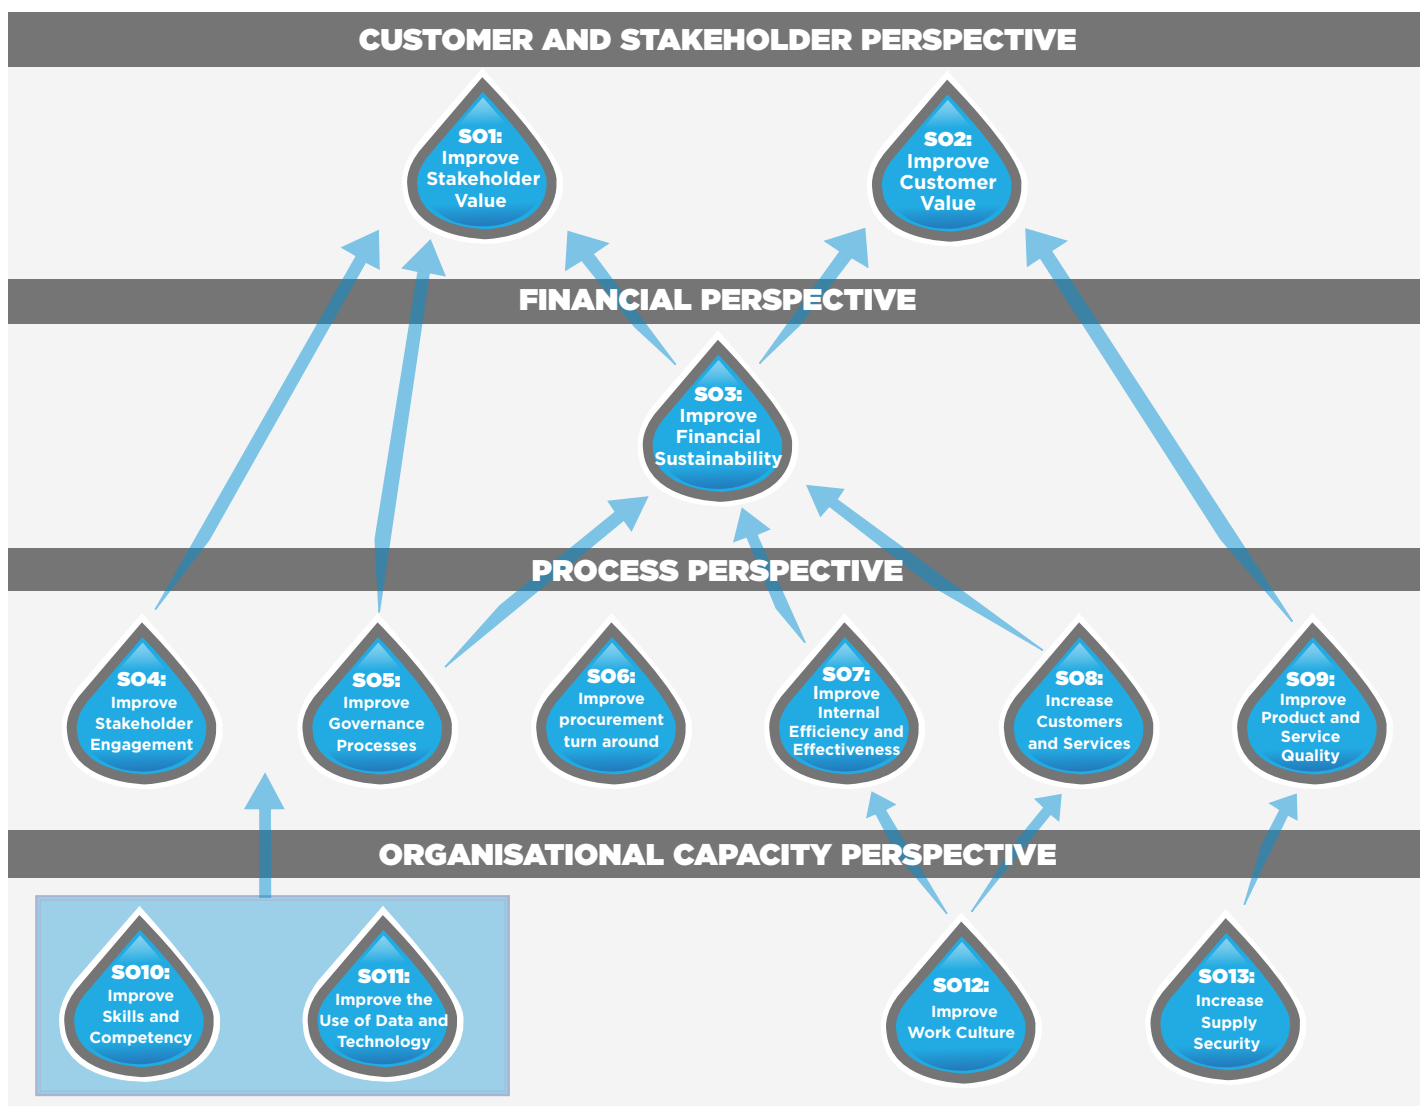 CUSTOMER AND STAKEHOLDER PERSPECTIVE
SO1:
Improve
Stakeholder
Value
SO2:
Improve
Customer
Value
FINANCIAL PERSPECTIVE
SO3:
Improve
Financial
Sustainability
PROCESS PERSPECTIVE
SO4:
Improve
Stakeholder
Engagement
SO5:
Improve
Governance
Processes
SO6:
Improve
procurement
turn around
SO7:
Improve
Internal
Efficiency and
Effectiveness
SO8:
Increase
Customers
and Services
SO9:
Improve
Product and
Service
Quality
ORGANISATIONAL CAPACITY PERSPECTIVE
SO10:
Improve
Skills and
Competency
SO11:
Improve the
Use of Data and
Technology
SO12:
Improve
Work Culture
SO13:
Increase
Supply
Security